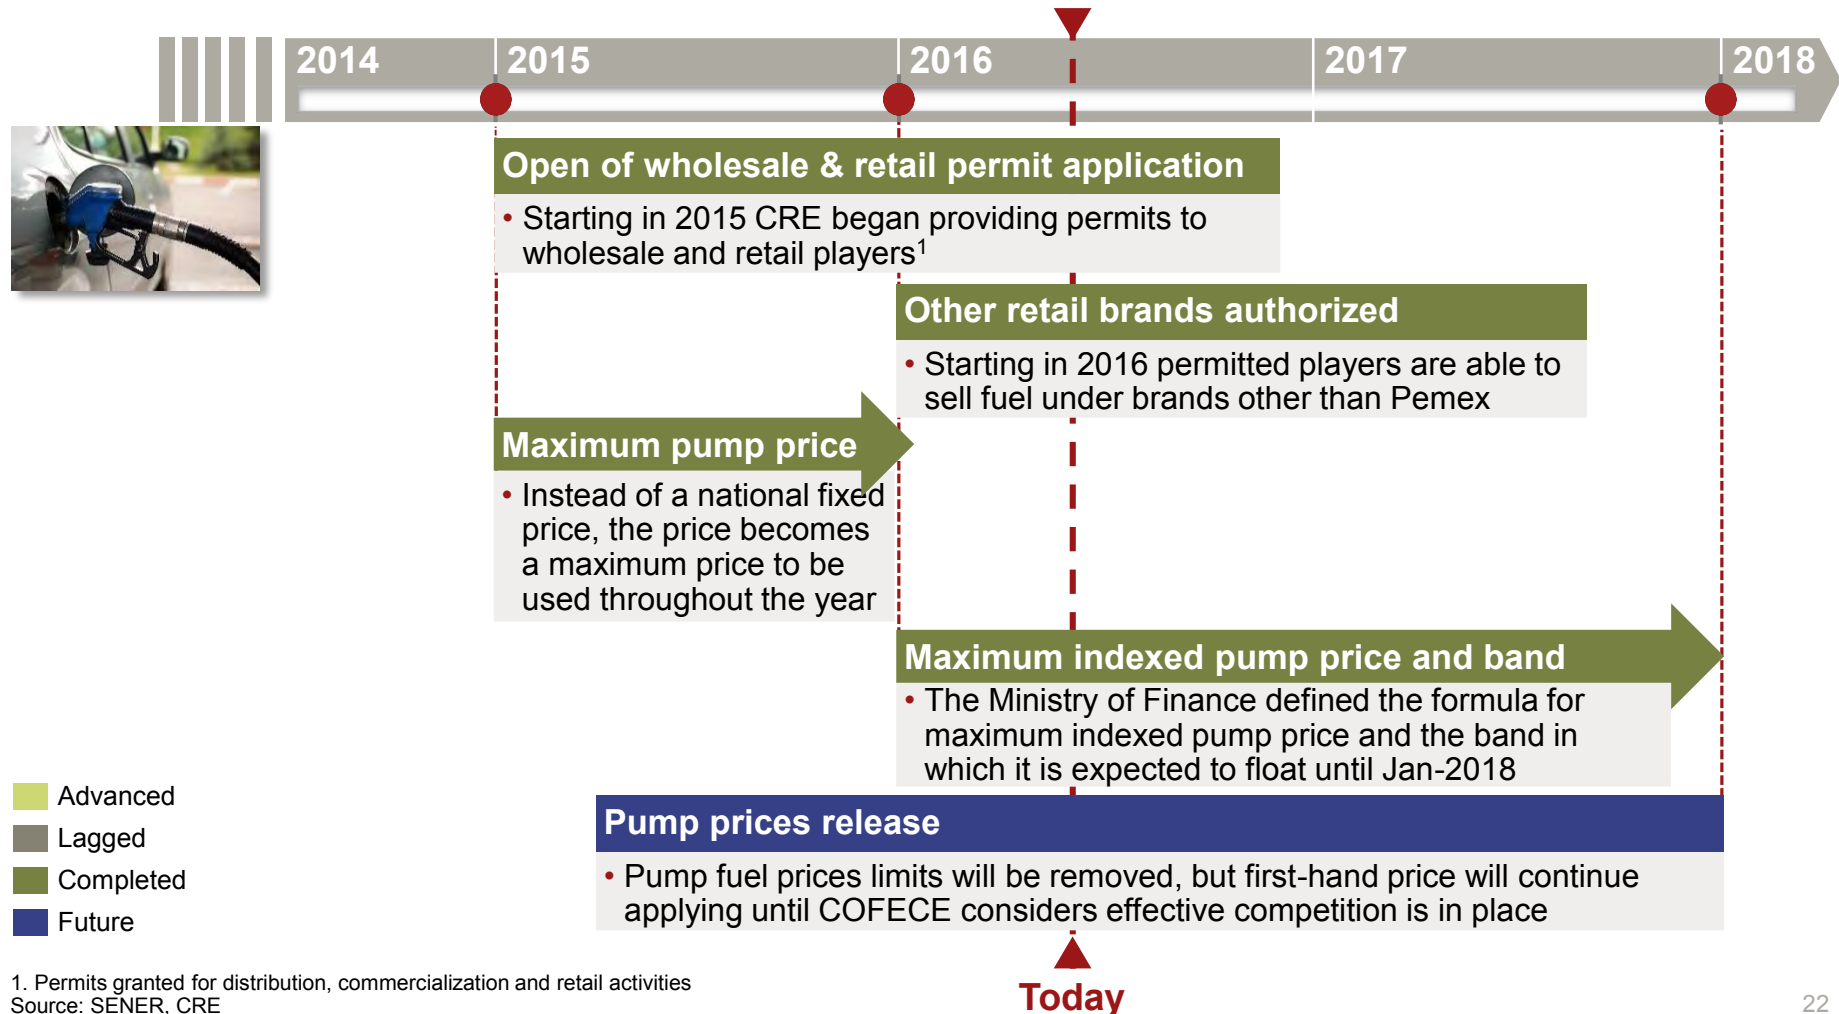 2014 2015 2016 2017 2018
Open of wholesale & retail permit application
• Starting in 2015 CRE began providing permits to
wholesale and retail players1
Other retail brands authorized
• Starting in 2016 permitted players are able to
sell fuel under brands other than Pemex
Maximum pump price
• Instead of a national fixed
price, the price becomes
a maximum price to be
used throughout the year
Maximum indexed pump price and band
• The Ministry of Finance defined the formula for
maximum indexed pump price and the band in
which it is expected to float until Jan-2018
Pump prices release
• Pump fuel prices limits will be removed, but first-hand price will continue
applying until COFECE considers effective competition is in place
Advanced
Lagged
Completed
Future
1. Permits granted for distribution, commercialization and retail activities
Source: SENER, CRE
Today
22